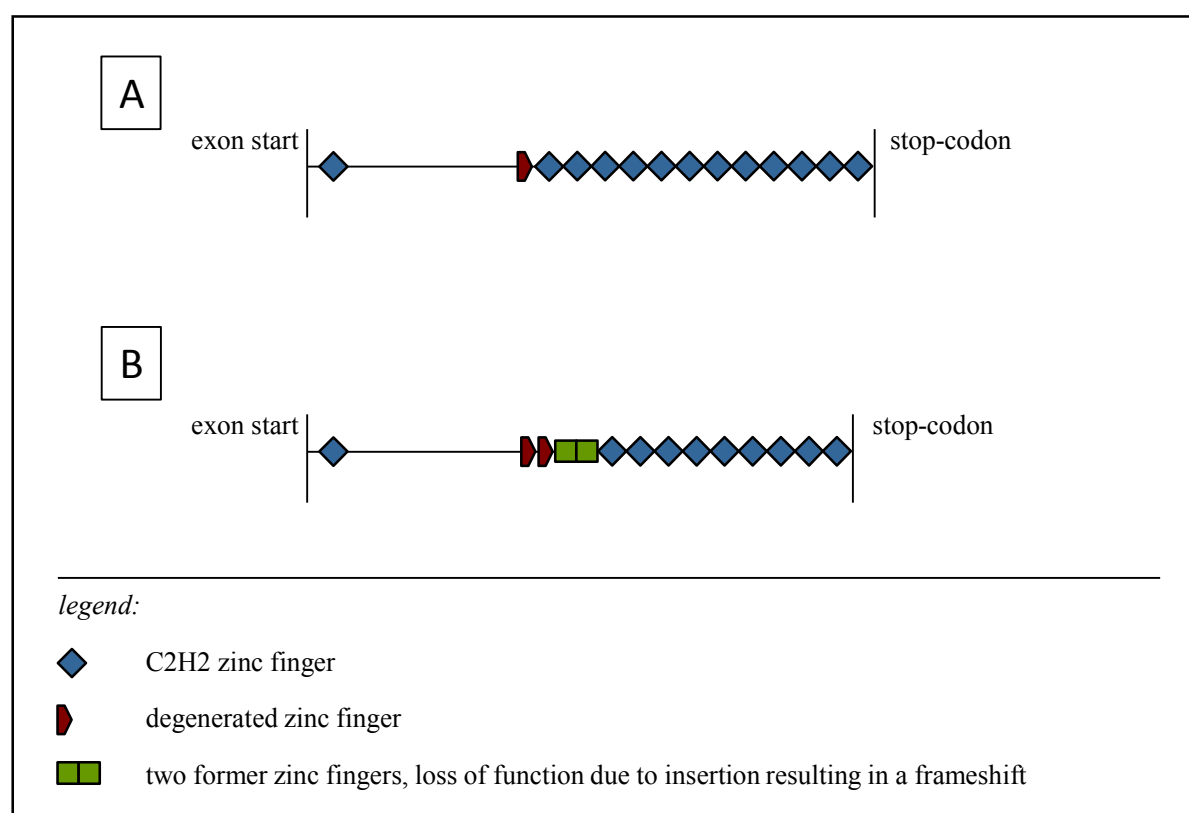 A
exon start
stop-codon
B
exon start
stop-codon
legend:
C2H2 zinc finger
degenerated zinc finger
two former zinc fingers, loss of function due to insertion resulting in a frameshift